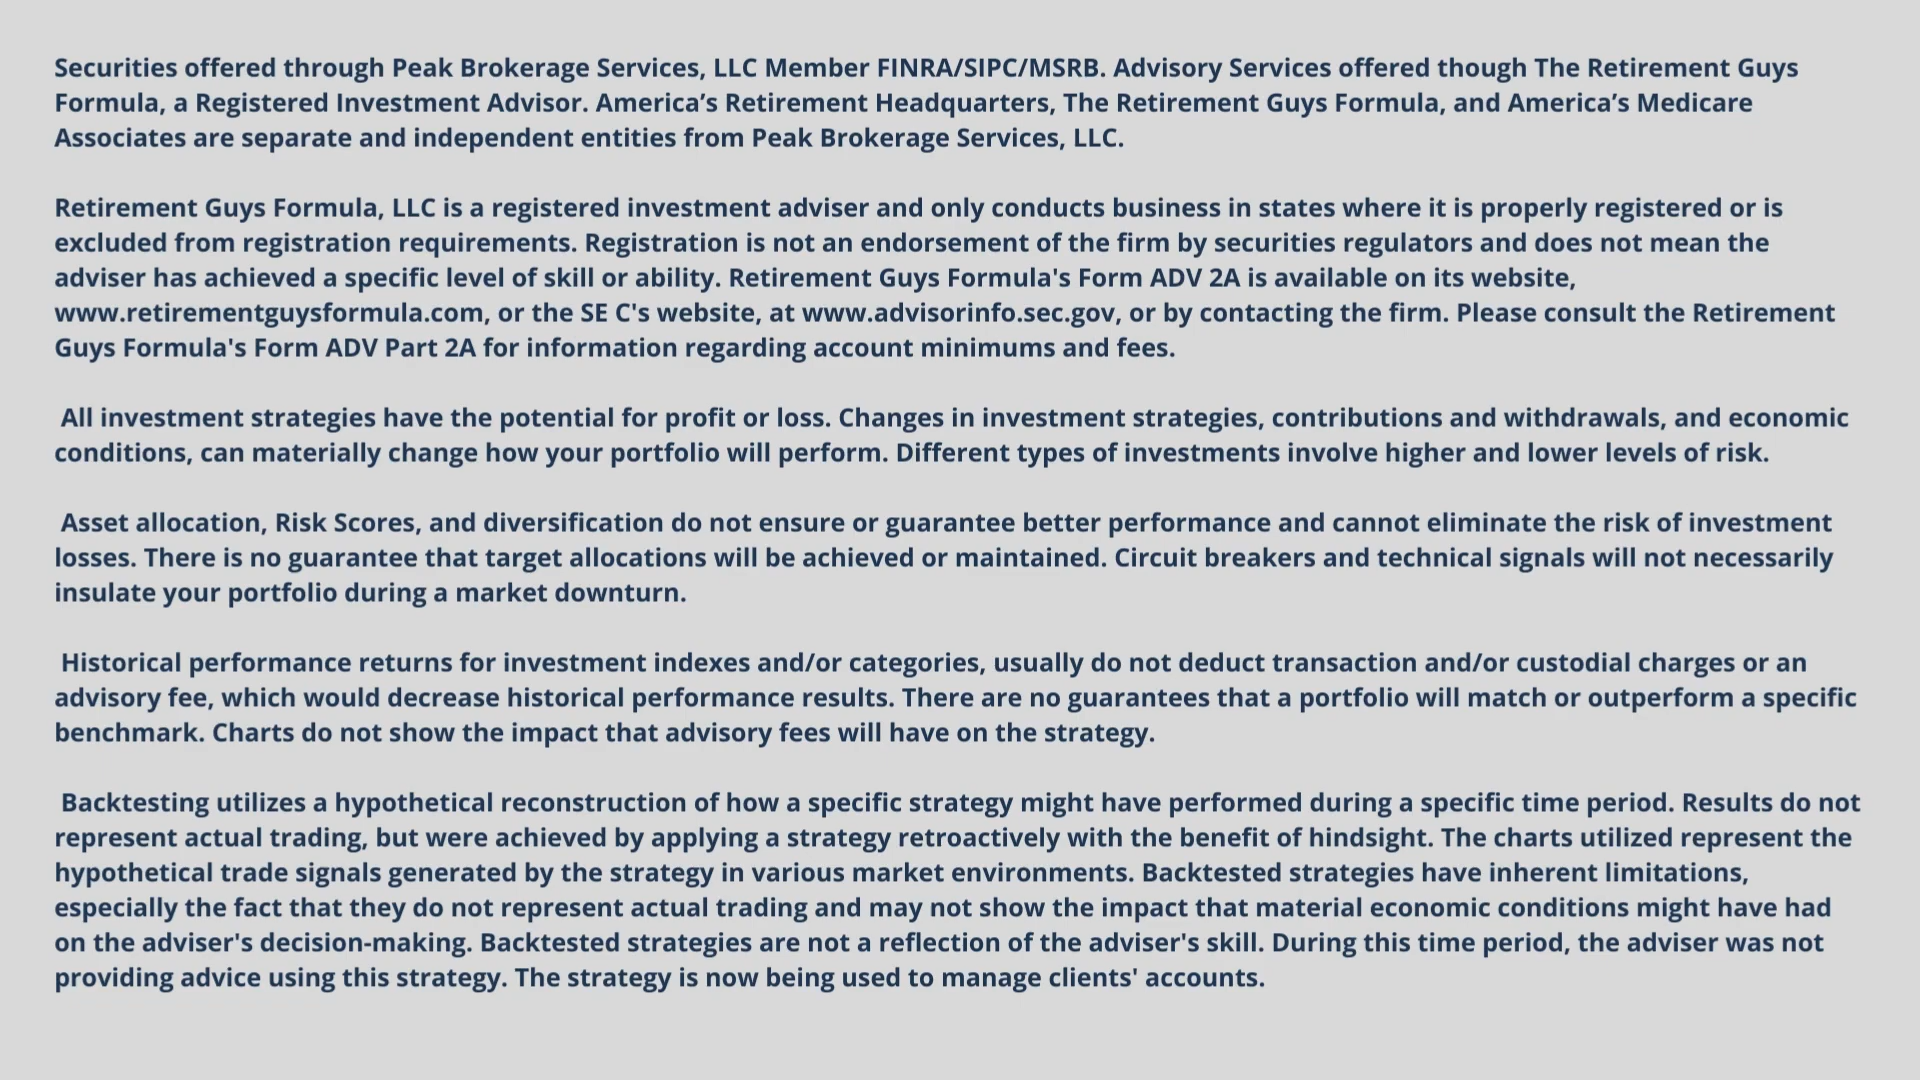 Securities offered through Peak Brokerage Services, LLC Member FINRA/SIPC/MSRB. Advisory Services offered though The Retirement Guys
Formula, a Registered Investment Advisor. America’s Retirement Headquarters, The Retirement Guys Formula, and America’s Medicare
Associates are separate and independent entities from Peak Brokerage Services, LLC.
Retirement Guys Formula, LLC is a registered investment adviser and only conducts business in states where it is properly registered or is
excluded from registration requirements. Registration is not an endorsement of the firm by securities regulators and does not mean the
adviser has achieved a specific level of skill or ability. Retirement Guys Formula's Form ADV 2A is available on its website,
www.retirementguysformula.com, or the SE C's website, at www.advisorinfo.sec.gov, or by contacting the firm. Please consult the Retirement
Guys Formula's Form ADV Part 2A for information regarding account minimums and fees.
All investment strategies have the potential for profit or loss. Changes in investment strategies, contributions and withdrawals, and economic
conditions, can materially change how your portfolio will perform. Different types of investments involve higher and lower levels of risk.
Asset allocation, Risk Scores, and diversification do not ensure or guarantee better performance and cannot eliminate the risk of investment
losses. There is no guarantee that target allocations will be achieved or maintained. Circuit breakers and technical signals will not necessarily
insulate your portfolio during a market downturn.
Historical performance returns for investment indexes and/or categories, usually do not deduct transaction and/or custodial charges or an
advisory fee, which would decrease historical performance results. There are no guarantees that a portfolio will match or outperform a specific
benchmark. Charts do not show the impact that advisory fees will have on the strategy.
Backtesting utilizes a hypothetical reconstruction of how a specific strategy might have performed during a specific time period. Results do not
represent actual trading, but were achieved by applying a strategy retroactively with the benefit of hindsight. The charts utilized represent the
hypothetical trade signals generated by the strategy in various market environments. Backtested strategies have inherent limitations,
especially the fact that they do not represent actual trading and may not show the impact that material economic conditions might have had
on the adviser's decision-making. Backtested strategies are not a reflection of the adviser's skill. During this time period, the adviser was not
providing advice using this strategy. The strategy is now being used to manage clients' accounts.